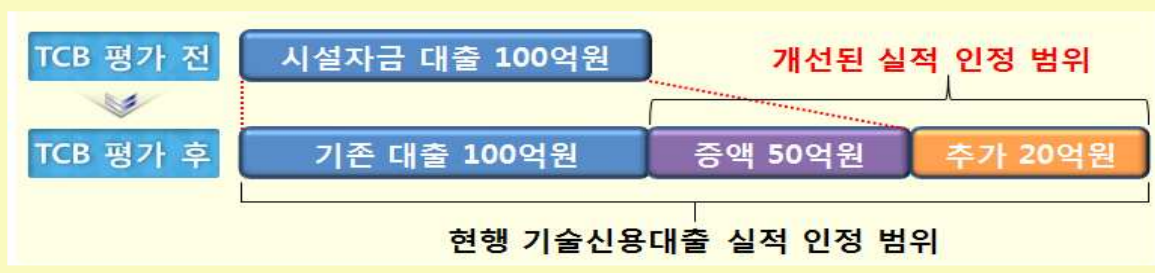 TCB 평가 전 시설자금 대출 100억원 개선된 실적 인정 범위
TCB 평가 후 기존 대출 100억원 증액 50억원 추가 20억원
현행 기술신용대출 실적 인정 범위